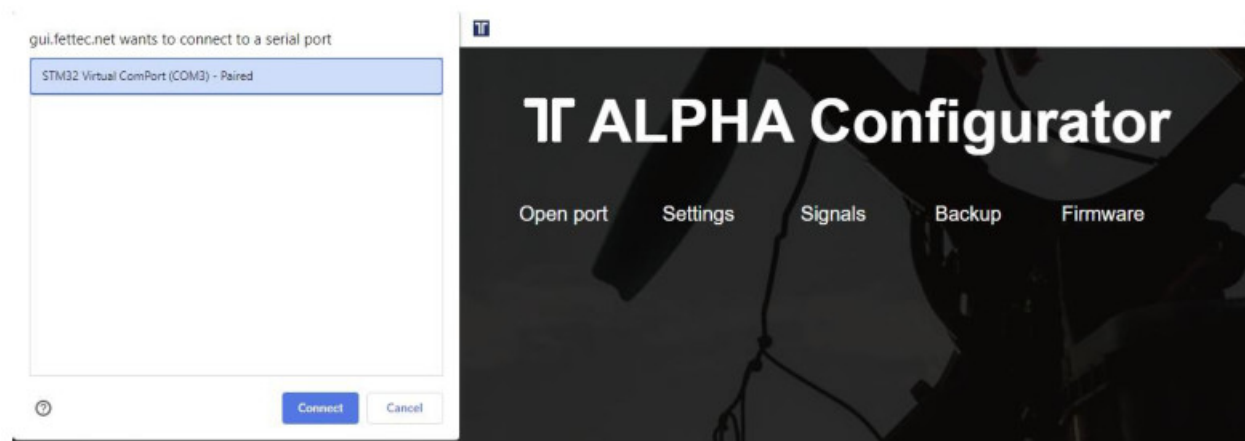 gui.fettec.net wants to connect to a serial port
STM32 Virtual ComPort (COM3) - Paired
Connect
Cancel
ALPHA Configurator
Open port
Settings
Signals
Backup
Firmware